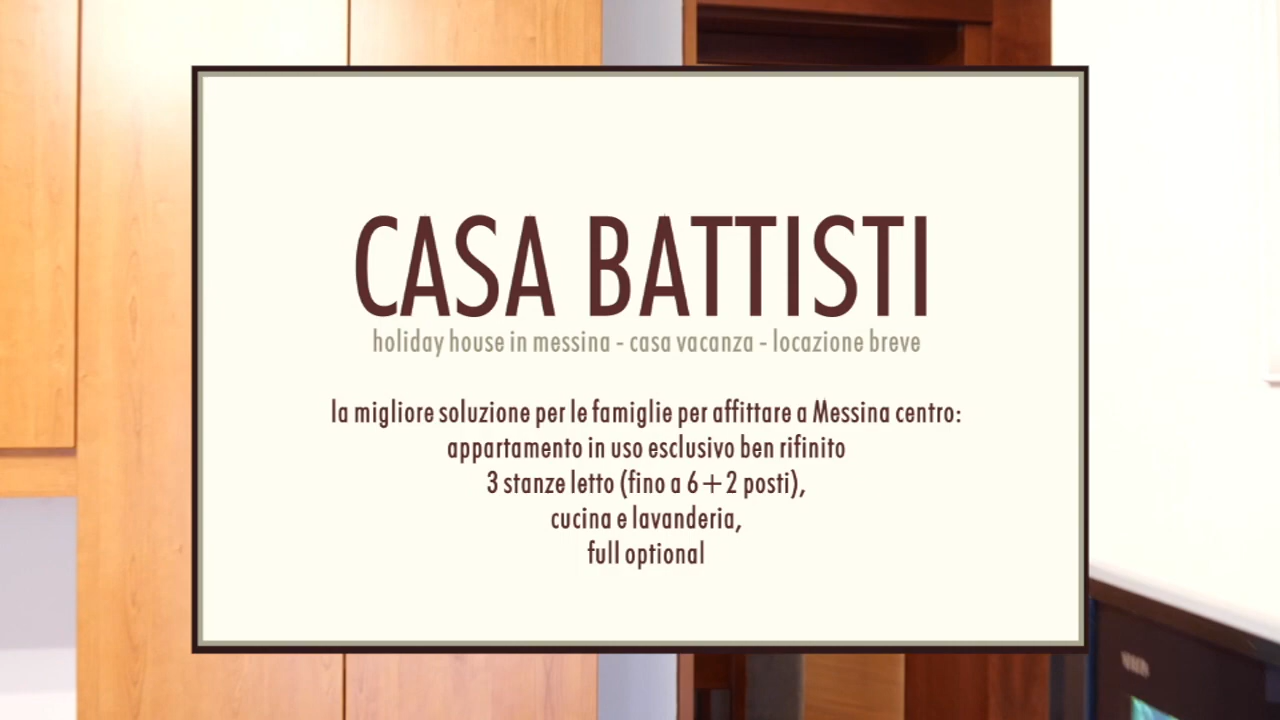 CASA BATTISTI
holiday house in messina - casa vacanza - locazione breve
la migliore soluzione per le famiglie per affittare a Messina centro:
appartamento in uso esclusivo ben rifinito
3 stanze letto (fino a 6+2 posti),
cucina e lavanderia,
full optional